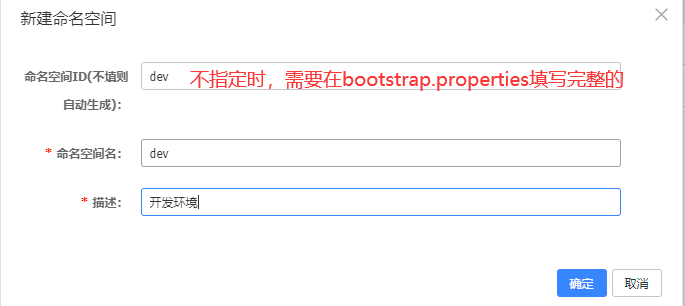 新建命名空间
命名空间ID(不填则
自动生成)：
dev 不指定时，需要在bootstrap.properties填写完整的
* 命名空间名： dev
* 描述： 开发环境
确定 取消